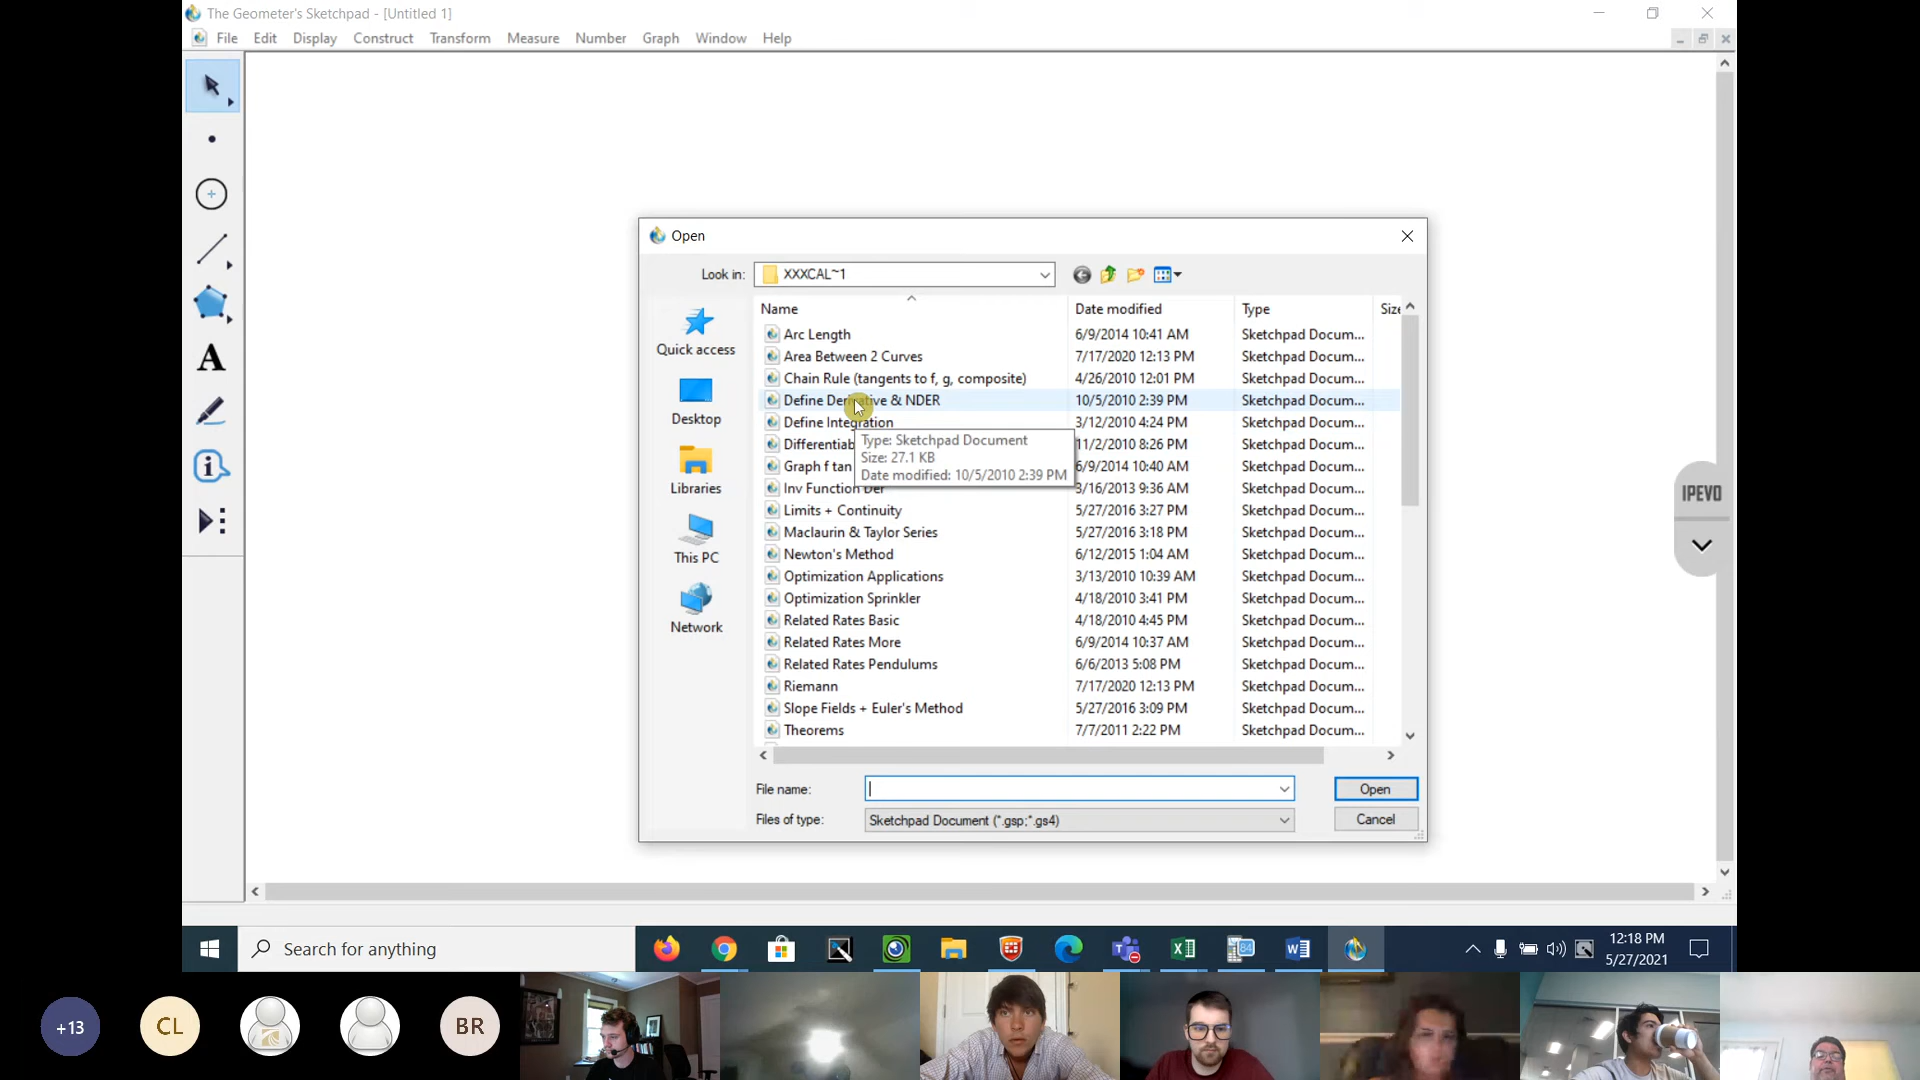 The Geometer's Sketchpad - [Untitled 1]
File Edit Display Construct Transform Measure Number Graph Window Help
Open
Look in: XXXCAL~1
Name Date modified Type Size
Arc Length 6/9/2014 10:41 AM Sketchpad Docum...
Area Between 2 Curves 7/17/2020 12:13 PM Sketchpad Docum...
Chain Rule (tangents to f, g, composite) 4/26/2010 12:01 PM Sketchpad Docum...
Define Derivative & NDER 10/5/2010 2:39 PM Sketchpad Docum...
Define Integration 3/12/2010 4:24 PM Sketchpad Docum...
Differentiab 11/2/2010 8:26 PM Sketchpad Docum...
Graph f tan 6/9/2014 10:40 AM Sketchpad Docum...
Inv Function Der 3/16/2013 9:36 AM Sketchpad Docum...
Limits + Continuity 5/27/2016 3:27 PM Sketchpad Docum...
Maclaurin & Taylor Series 5/27/2016 3:18 PM Sketchpad Docum...
Newton's Method 6/12/2015 1:04 AM Sketchpad Docum...
Optimization Applications 3/13/2010 10:39 AM Sketchpad Docum...
Optimization Sprinkler 4/18/2010 3:41 PM Sketchpad Docum...
Related Rates Basic 4/18/2010 4:45 PM Sketchpad Docum...
Related Rates More 6/9/2014 10:37 AM Sketchpad Docum...
Related Rates Pendulums 6/6/2013 5:08 PM Sketchpad Docum...
Riemann 7/17/2020 12:13 PM Sketchpad Docum...
Slope Fields + Euler's Method 5/27/2016 3:09 PM Sketchpad Docum...
Theorems 7/7/2011 2:22 PM Sketchpad Docum...
Type: Sketchpad Document
Size: 27.1 KB
Date modified: 10/5/2010 2:39 PM
Quick access
Desktop
Libraries
This PC
Network
File name: Open
Files of type: Sketchpad Document (*.gsp;*.gs4) Cancel
A
IPEVO
Search for anything
84
12:18 PM
5/27/2021
+13 CL BR